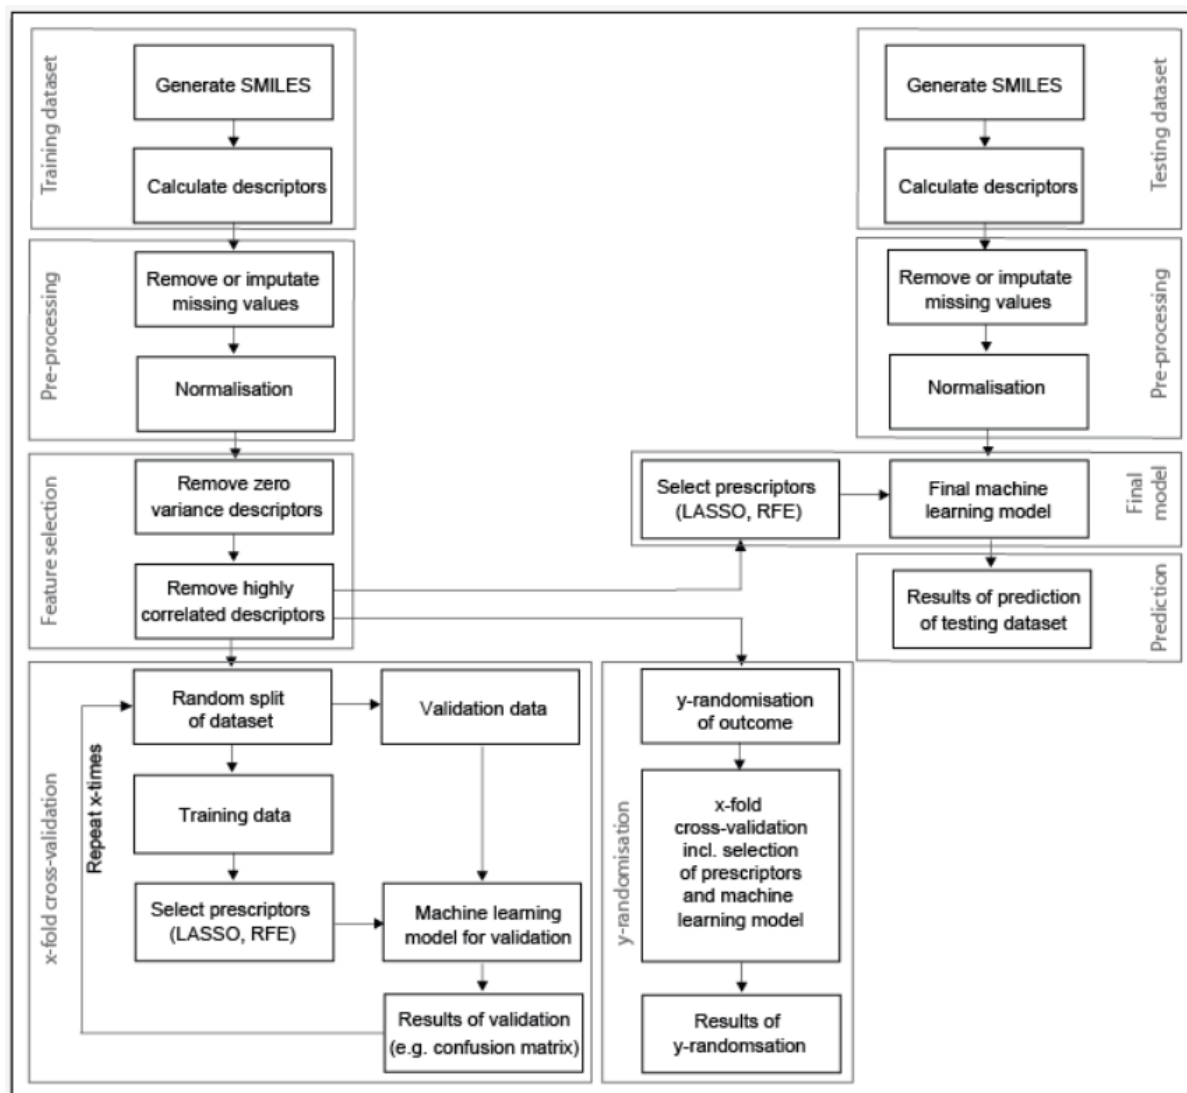 Training dataset
Generate SMILES
Calculate descriptors
Pre-processing
Remove or imputate
missing values
Normalisation
Feature selection
Remove zero
variance descriptors
Remove highly
correlated descriptors
x-fold cross-validation
Repeat x-times
Random split
of dataset
Validation data
Training data
Select prescriptors
(LASSO, RFE)
Machine learning
model for validation
Results of validation
(e.g. confusion matrix)
y-randomisation
y-randomisation
of outcome
x-fold
cross-validation
incl. selection
of prescriptors
and machine
learning model
Results of
y-randomsation
Testing dataset
Generate SMILES
Calculate descriptors
Pre-processing
Remove or imputate
missing values
Normalisation
Final
model
Select prescriptors
(LASSO, RFE)
Final machine
learning model
Prediction
Results of prediction
of testing dataset